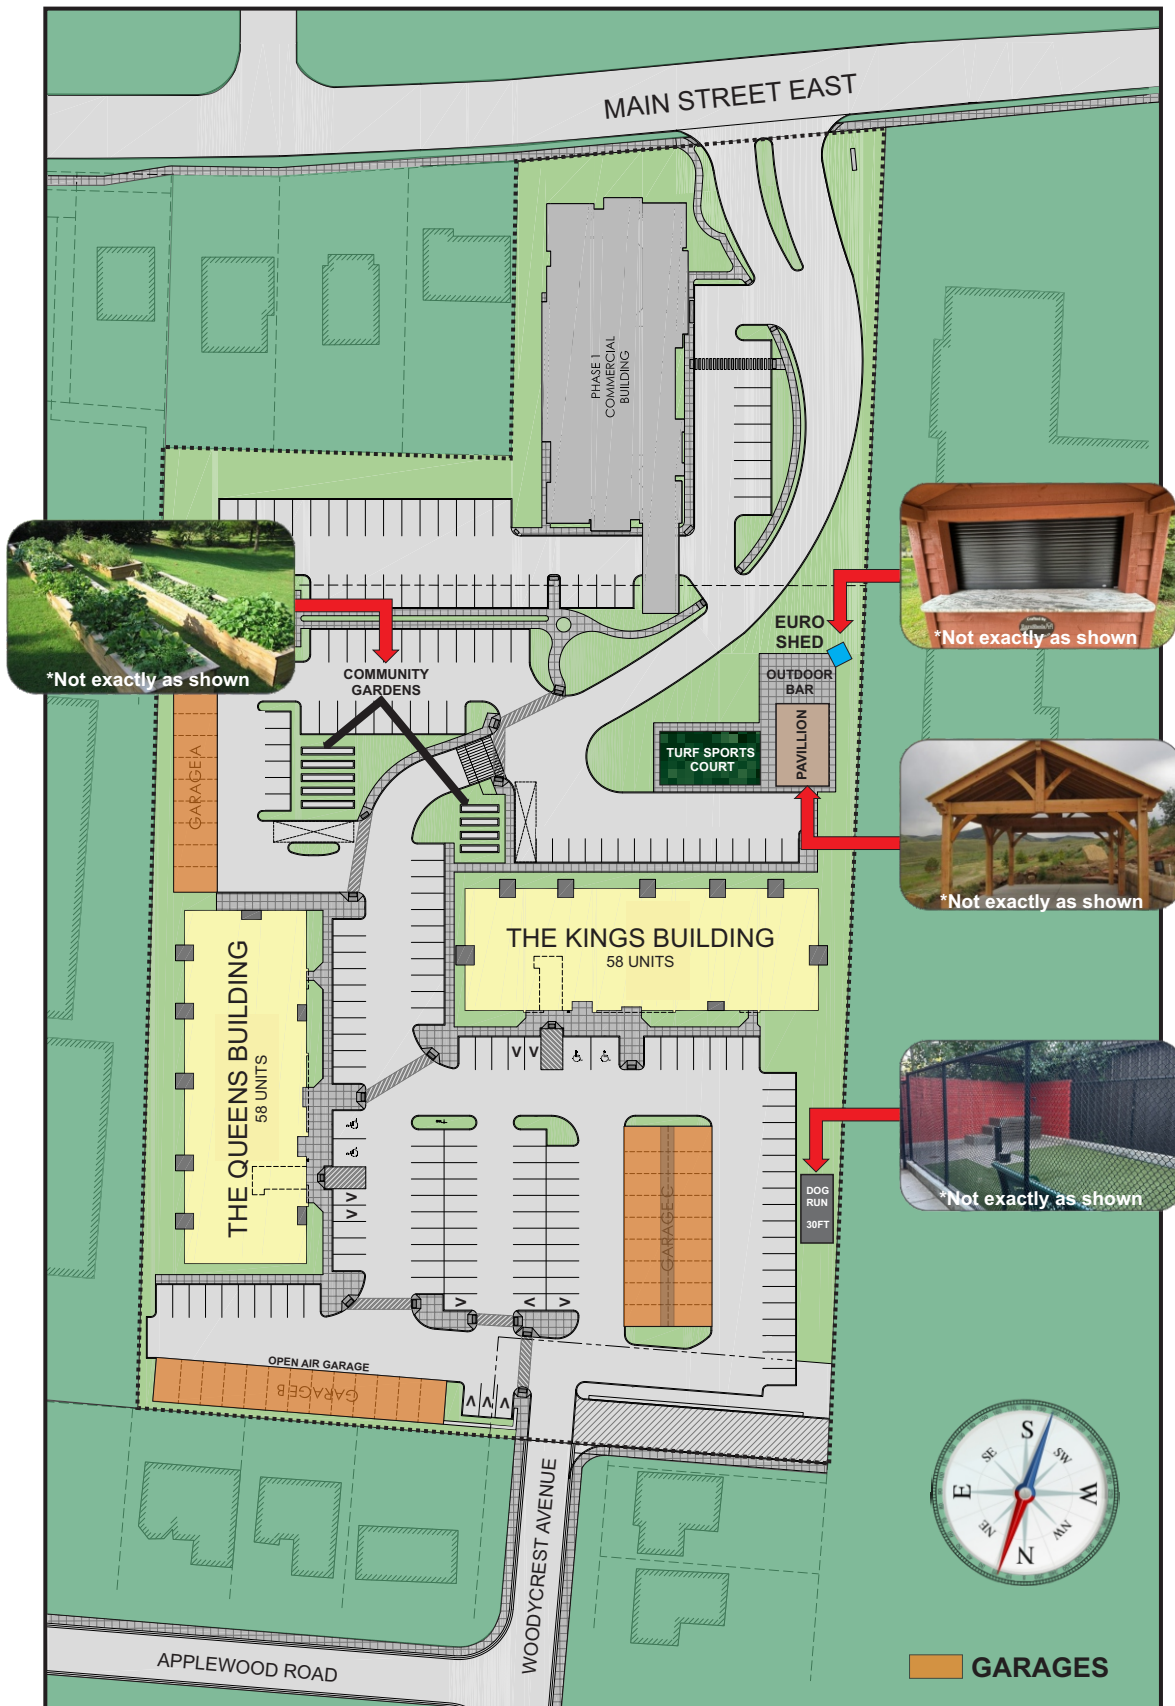 MAIN STREET EAST
PHASE 1
COMMERCIAL
BUILDING
*Not exactly as shown
COMMUNITY
GARDENS
EURO
SHED
*Not exactly as shown
OUTDOOR
BAR
PAVILLION
TURF SPORTS
COURT
*Not exactly as shown
GARAGE A
THE KINGS BUILDING
58 UNITS
THE QUEENS BUILDING
58 UNITS
V V
V
V
GARAGE C
DOG
RUN
30FT
*Not exactly as shown
V
V
V
OPEN AIR GARAGE
GARAGE B
V V V
WOODYCREST AVENUE
APPLEWOOD ROAD
S
SE
SW
E
W
NE
NW
N
GARAGES